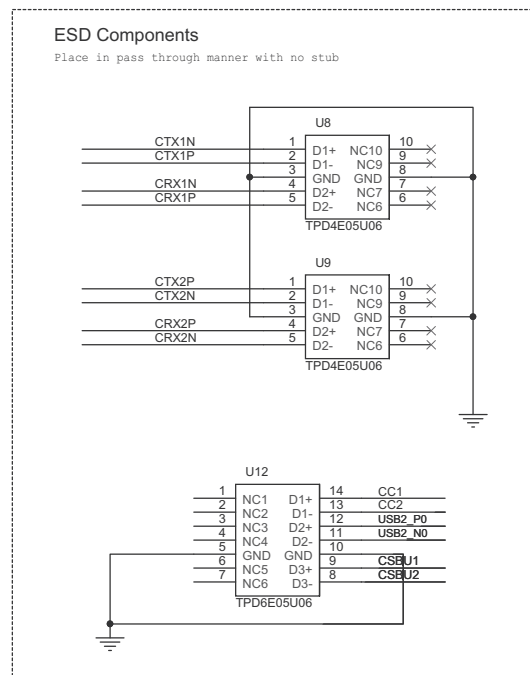 ESD Components
Place in pass through manner with no stub
U8
CTX1N 1 D1+ NC10 10
CTX1P 2 D1- NC9 9
3 GND GND 8
CRX1N 4 D2+ NC7 7
CRX1P 5 D2- NC6 6
TPD4E05U06
U9
CTX2P 1 D1+ NC10 10
CTX2N 2 D1- NC9 9
3 GND GND 8
CRX2P 4 D2+ NC7 7
CRX2N 5 D2- NC6 6
TPD4E05U06
U12
1 NC1 D1+ 14 CC1
2 NC2 D1- 13 CC2
3 NC3 D2+ 12 USB2_P0
4 NC4 D2- 11 USB2_N0
5 GND GND 10
6 NC5 D3+ 9 CSBU1
7 NC6 D3- 8 CSBU2
TPD6E05U06